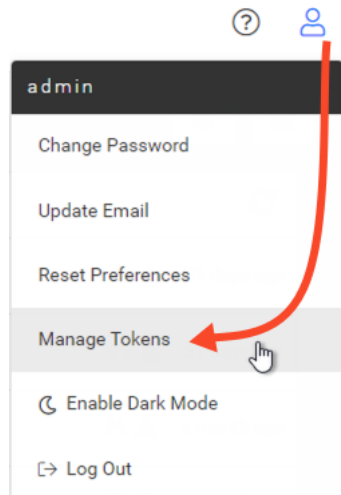 ?
admin
Change Password
Update Email
Reset Preferences
Manage Tokens
Enable Dark Mode
Log Out